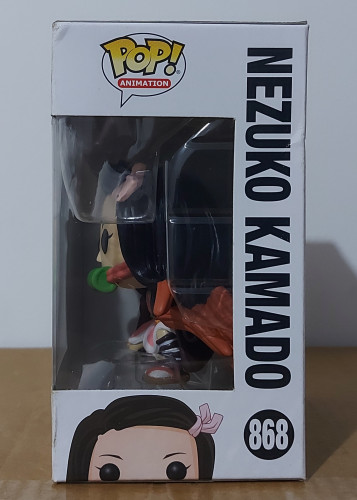 POP!
ANIMATION
NEZUKO KAMADO
868